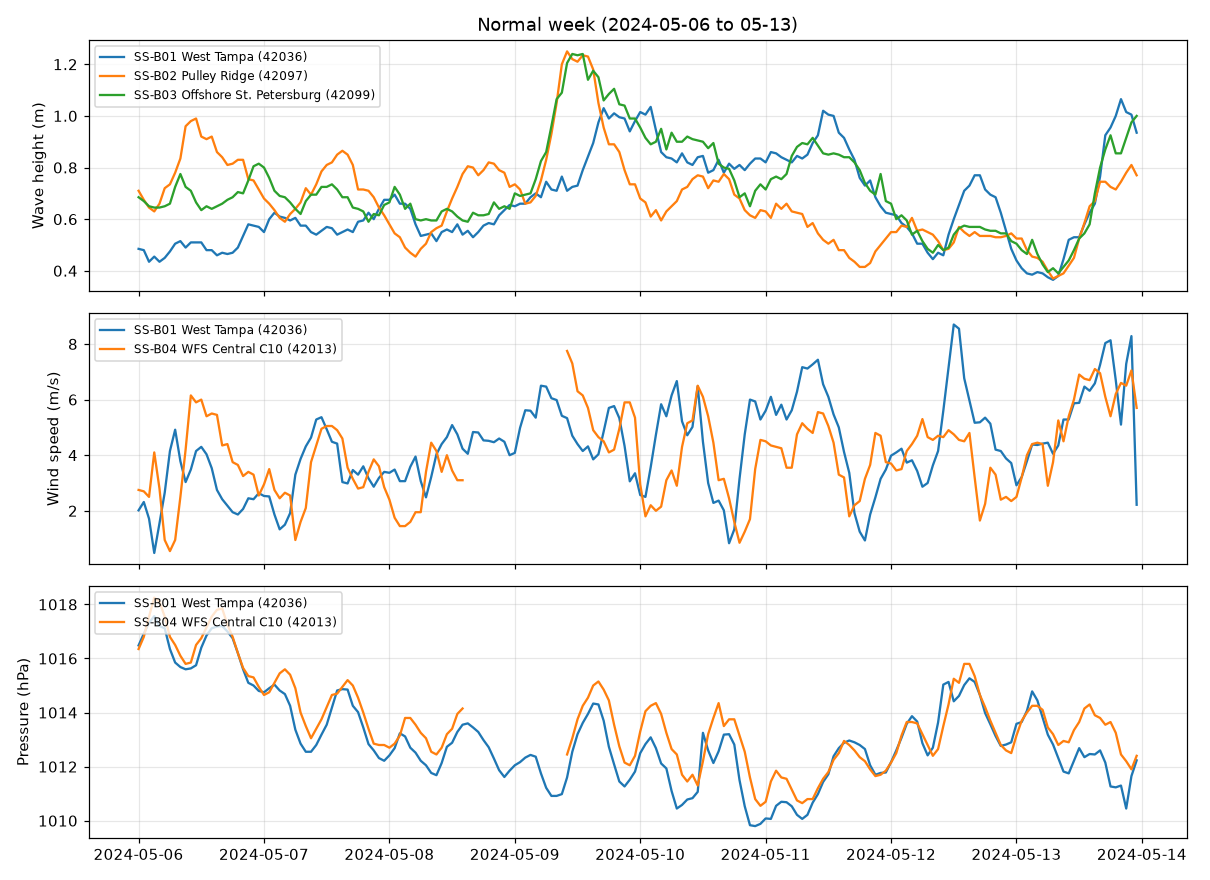 Normal week (2024-05-06 to 05-13)
SS-B01 West Tampa (42036)
SS-B02 Pulley Ridge (42097)
SS-B03 Offshore St. Petersburg (42099)
Wave height (m)
1.2
1.0
0.8
0.6
0.4
SS-B01 West Tampa (42036)
SS-B04 WFS Central C10 (42013)
Wind speed (m/s)
8
6
4
2
SS-B01 West Tampa (42036)
SS-B04 WFS Central C10 (42013)
Pressure (hPa)
1018
1016
1014
1012
1010
2024-05-06 2024-05-07 2024-05-08 2024-05-09 2024-05-10 2024-05-11 2024-05-12 2024-05-13 2024-05-14